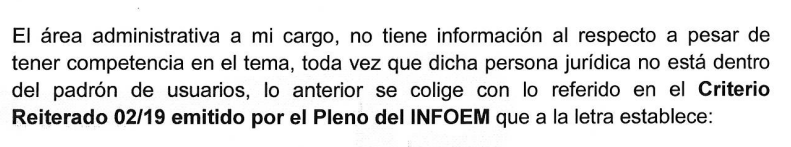 El área administrativa a mi cargo, no tiene información al respecto a pesar de
tener competencia en el tema, toda vez que dicha persona jurídica no está dentro
del padrón de usuarios, lo anterior se colige con lo referido en el Criterio
Reiterado 02/19 emitido por el Pleno del INFOEM que a la letra establece: